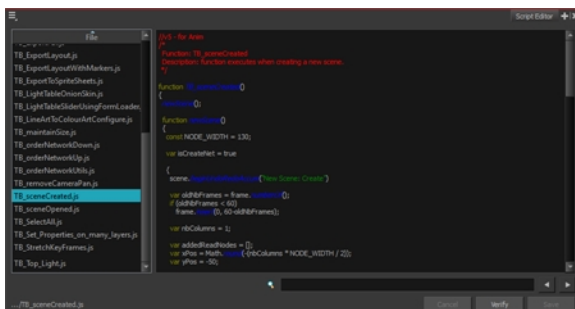 Script Editor
File
TB_ExportLayout.js
TB_ExportLayoutWithMarkers.js
TB_ExportToSpriteSheets.js
TB_LightTableOnionSkin.js
TB_LightTableSliderUsingFormLoader,
TB_LineArtToColourArtConfigure.js
TB_maintainSize.js
TB_orderNetworkDown.js
TB_orderNetworkUp.js
TB_orderNetworkUtils.js
TB_removeCameraPan.js
TB_sceneCreated.js
TB_sceneOpened.js
TB_SelectAll.js
TB_Set_Properties_on_many_layers.js
TB_StretchKeyFrames.js
TB_Top_Light.js
//v5 - for Anim
/*
Function: TB_sceneCreated
Description: function executes when creating a new scene.
*/
function
{
();
function
{
const NODE_WIDTH = 130;
var isCreateNet = true
{
scene. ("New Scene: Create")
var oldNbFrames = frame. ();
if (oldNbFrames < 60)
frame. (0, 60-oldNbFrames);
var nbColumns = 1;
var addedReadNodes = [];
var xPos = Math. (-(nbColumns * NODE_WIDTH / 2));
var yPos = -50;
..../TB_sceneCreated.js
Cancel Verify Save